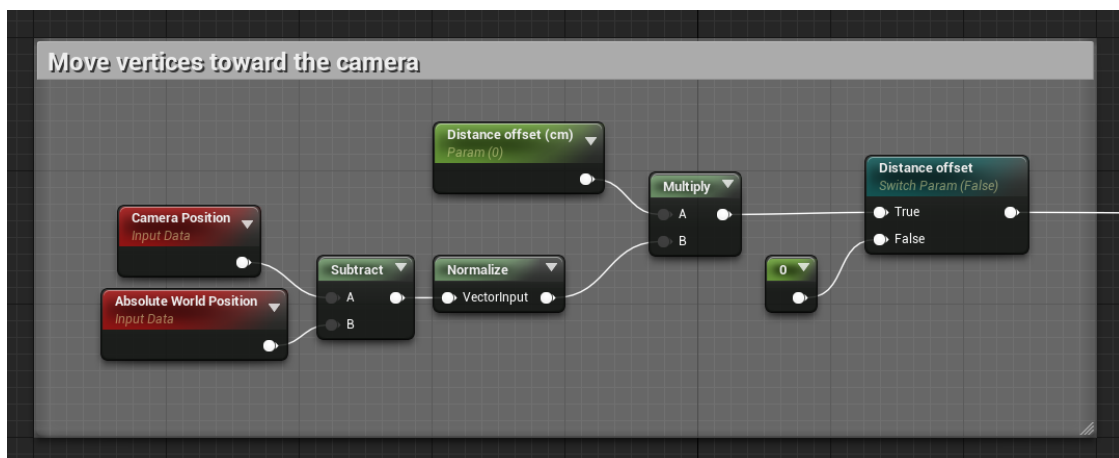 Move vertices toward the camera
Distance offset (cm)
Param (0)
Distance offset
Switch Param (False)
Multiply
A
True
B
False
Camera Position
Input Data
Subtract
Normalize
0
A
VectorInput
Absolute World Position
Input Data
B